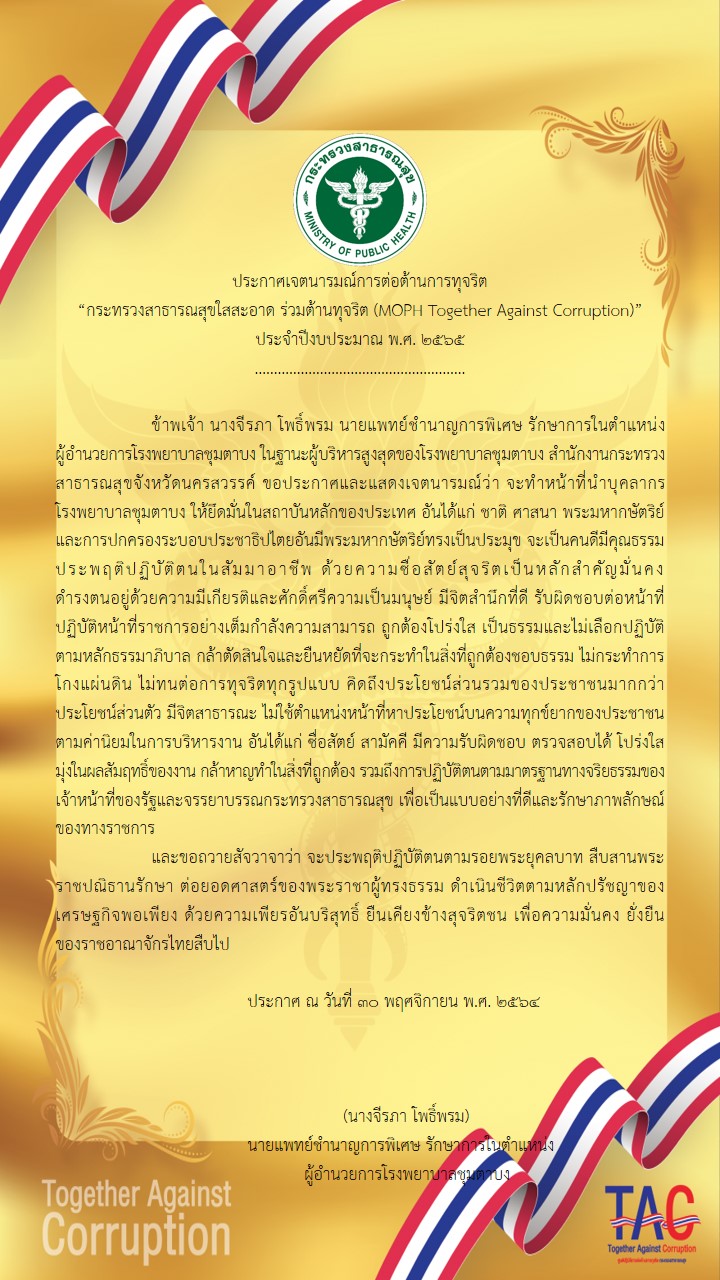 กระทรวงสาธารณสุข
MINISTRY OF PUBLIC HEALTH
ประกาศเจตนารมณ์การต่อต้านการทุจริต
“กระทรวงสาธารณสุขใสสะอาด ร่วมต้านทุจริต (MOPH Together Against Corruption)”
ประจำปีงบประมาณ พ.ศ. ๒๕๖๕
.......................................................
ข้าพเจ้า นางจีรภา โพธิ์พรม นายแพทย์ชำนาญการพิเศษ รักษาการในตำแหน่ง
ผู้อำนวยการโรงพยาบาลชุมตาบง ในฐานะผู้บริหารสูงสุดของโรงพยาบาลชุมตาบง สำนักงานกระทรวง
สาธารณสุขจังหวัดนครสวรรค์ ขอประกาศและแสดงเจตนารมณ์ว่า จะทำหน้าที่นำบุคลากร
โรงพยาบาลชุมตาบง ให้ยึดมั่นในสถาบันหลักของประเทศ อันได้แก่ ชาติ ศาสนา พระมหากษัตริย์
และการปกครองระบอบประชาธิปไตยอันมีพระมหากษัตริย์ทรงเป็นประมุข จะเป็นคนดีมีคุณธรรม
ประพฤติปฏิบัติตนในสัมมาอาชีพ ด้วยความซื่อสัตย์สุจริตเป็นหลักสำคัญมั่นคง
ดำรงตนอยู่ด้วยความมีเกียรติและศักดิ์ศรีความเป็นมนุษย์ มีจิตสำนึกที่ดี รับผิดชอบต่อหน้าที่
ปฏิบัติหน้าที่ราชการอย่างเต็มกำลังความสามารถ ถูกต้องโปร่งใส เป็นธรรมและไม่เลือกปฏิบัติ
ตามหลักธรรมาภิบาล กล้าตัดสินใจและยืนหยัดที่จะกระทำในสิ่งที่ถูกต้องชอบธรรม ไม่กระทำการ
โกงแผ่นดิน ไม่ทนต่อการทุจริตทุกรูปแบบ คิดถึงประโยชน์ส่วนรวมของประชาชนมากกว่า
ประโยชน์ส่วนตัว มีจิตสาธารณะ ไม่ใช้ตำแหน่งหน้าที่หาประโยชน์บนความทุกข์ยากของประชาชน
ตามค่านิยมในการบริหารงาน อันได้แก่ ซื่อสัตย์ สามัคคี มีความรับผิดชอบ ตรวจสอบได้ โปร่งใส
มุ่งในผลสัมฤทธิ์ของงาน กล้าหาญทำในสิ่งที่ถูกต้อง รวมถึงการปฏิบัติตนตามมาตรฐานทางจริยธรรมของ
เจ้าหน้าที่ของรัฐและจรรยาบรรณกระทรวงสาธารณสุข เพื่อเป็นแบบอย่างที่ดีและรักษาภาพลักษณ์
ของทางราชการ
และขอถวายสัจวาจาว่า จะประพฤติปฏิบัติตนตามรอยพระยุคลบาท สืบสานพระ
ราชปณิธานรักษา ต่อยอดศาสตร์ของพระราชาผู้ทรงธรรม ดำเนินชีวิตตามหลักปรัชญาของ
เศรษฐกิจพอเพียง ด้วยความเพียรอันบริสุทธิ์ ยืนเคียงข้างสุจริตชน เพื่อความมั่นคง ยั่งยืน
ของราชอาณาจักรไทยสืบไป
ประกาศ ณ วันที่ ๓๐ พฤศจิกายน พ.ศ. ๒๕๖๔
(นางจีรภา โพธิ์พรม)
นายแพทย์ชำนาญการพิเศษ รักษาการในตำแหน่ง
ผู้อำนวยการโรงพยาบาลชุมตาบง
Together Against
Corruption
TAC
Together Against Corruption